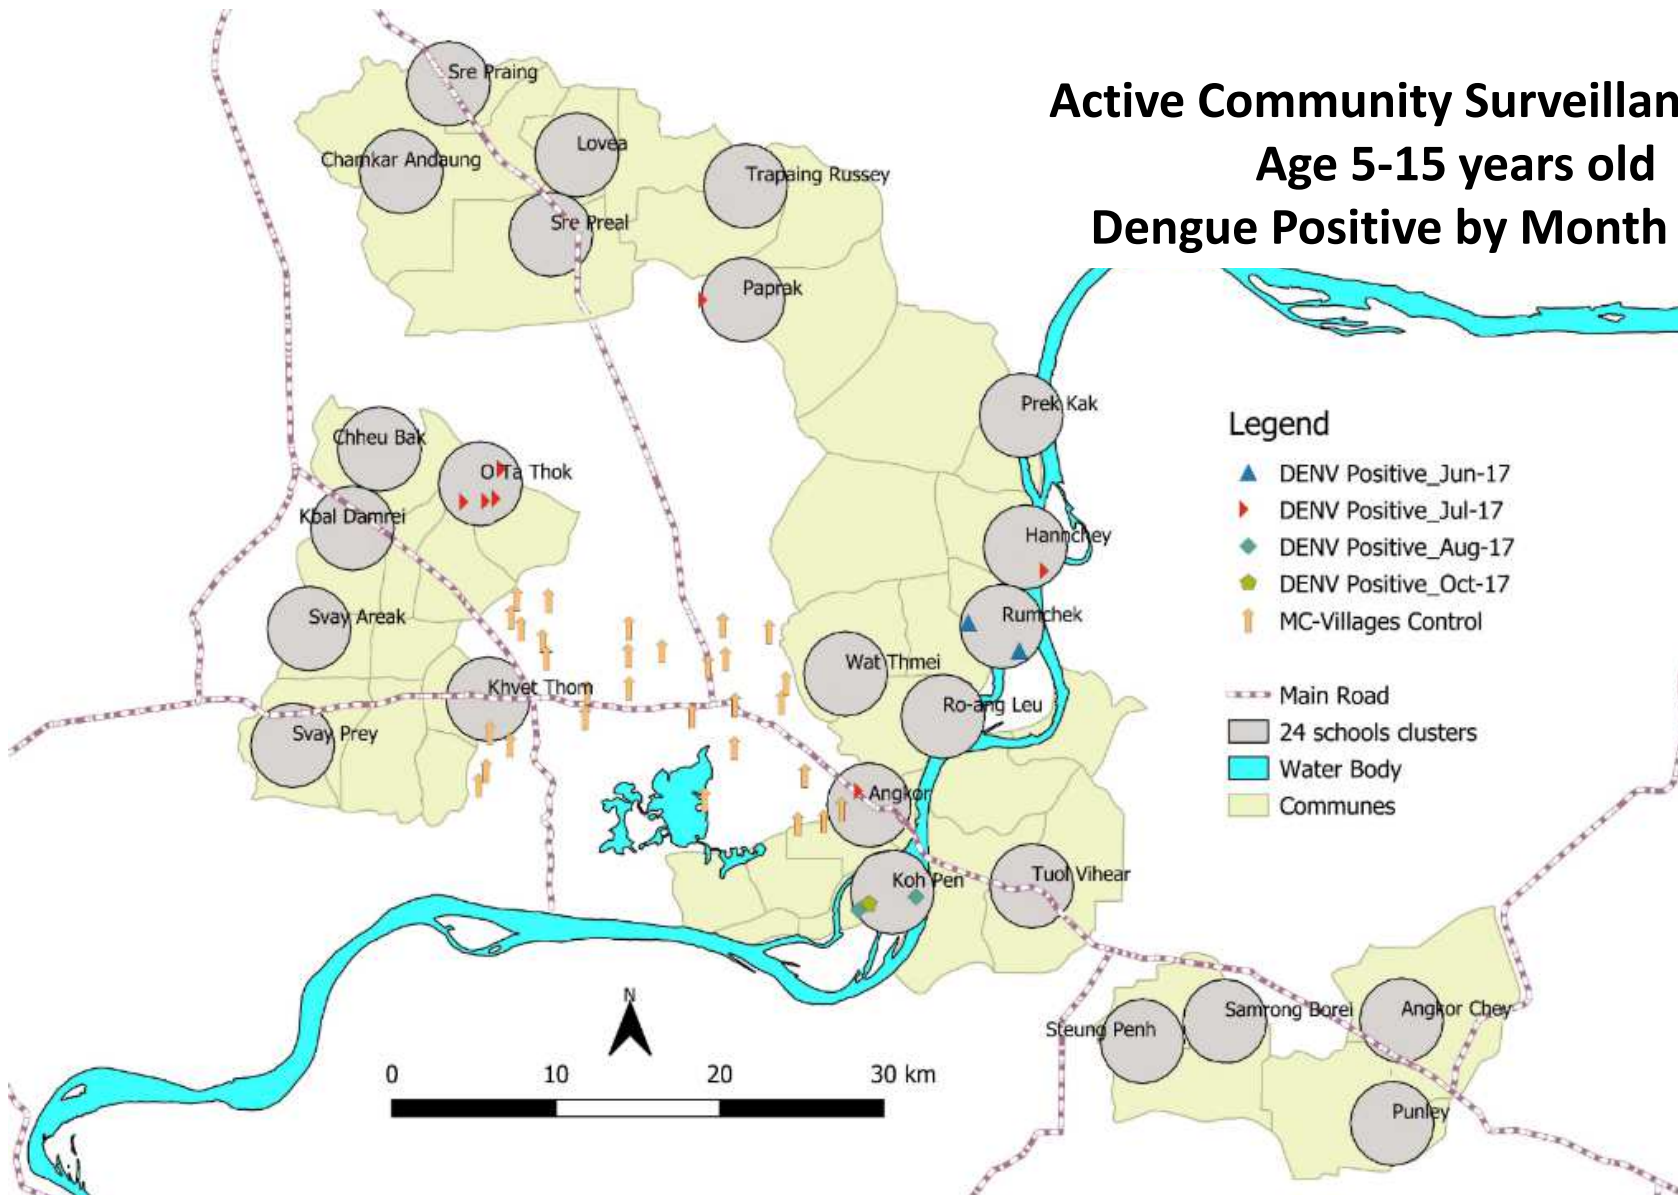 Active Community Surveillan
Age 5-15 years old
Dengue Positive by Month
Sre Praing
Lovea
Chamkar Andaung
Trapaing Russey
Sre Preal
Paprak
Prek Kak
Chheu Bak
O Ta Thok
Kbal Damrei
Hannchey
Svay Areak
Rumchek
Wat Thmei
Khvet Thom
Ro-ang Leu
Svay Prey
Angkor
Koh Pen
Tuol Vihear
Samrong Borei
Angkor Chey
Steung Penh
Punley
Legend
DENV Positive_Jun-17
DENV Positive_Jul-17
DENV Positive_Aug-17
DENV Positive_Oct-17
MC-Villages Control
Main Road
24 schools clusters
Water Body
Communes
N
0 10 20 30 km